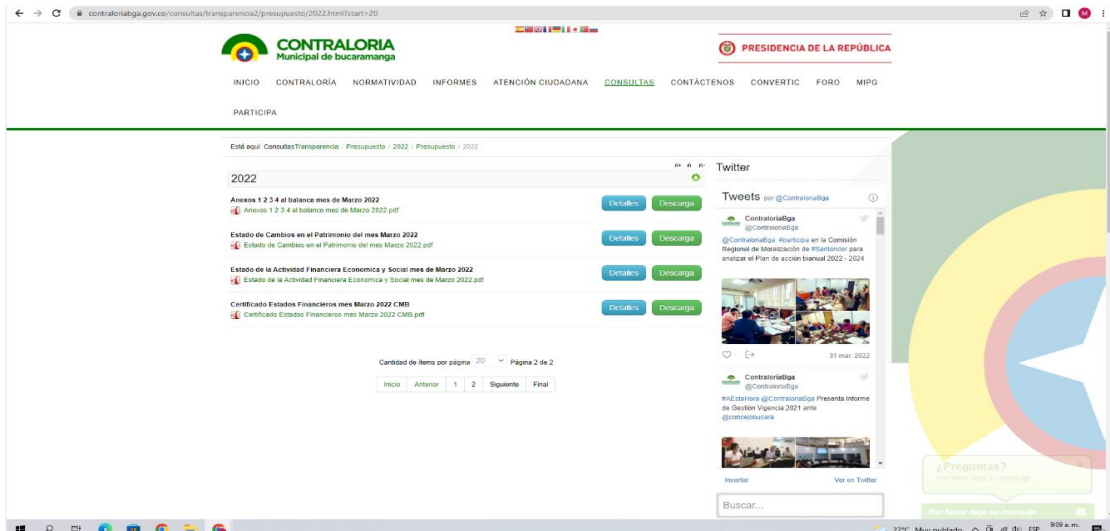 contraloriabga.gov.co/consultas/transparencia2/presupuesto/2022.html?start=20
CONTRALORIA
Municipal de bucaramanga
PRESIDENCIA DE LA REPÚBLICA
INICIO CONTRALORÍA NORMATIVIDAD INFORMES ATENCIÓN CIUDADANA CONSULTAS CONTÁCTENOS CONVERTIC FORO MIPG
PARTICIPA
Está aquí: ConsultasTransparencia / Presupuesto / 2022 / Presupuesto / 2022
2022
Anexos 1 2 3 4 al balance mes de Marzo 2022
Anexos 1 2 3 4 al balance mes de Marzo 2022.pdf
Detalles Descarga
Estado de Cambios en el Patrimonio del mes Marzo 2022
Estado de Cambios en el Patrimonio del mes Marzo 2022.pdf
Detalles Descarga
Estado de la Actividad Financiera Economica y Social mes de Marzo 2022
Estado de la Actividad Financiera Economica y Social mes de Marzo 2022.pdf
Detalles Descarga
Certificado Estados Financieros mes Marzo 2022 CMB
Certificado Estados Financieros mes Marzo 2022 CMB.pdf
Detalles Descarga
Cantidad de ítems por página 20 Página 2 de 2
Inicio Anterior 1 2 Siguiente Final
Twitter
Tweets por @ContraloriaBga
ContraloriaBga
@ContraloriaBga
@ContraloriaBga #participa en la Comisión
Regional de Moralización de #Santander para
analizar el Plan de acción bianual 2022 - 2024
31 mar. 2022
ContraloriaBga
@ContraloriaBga
#AEstaHora @ContraloriaBga Presenta Informe
de Gestión Vigencia 2021 ante
@concejobucara
Insertar Ver en Twitter
Buscar...
¿Preguntas?
Por favor deje su mensaje
Por favor deje su mensaje
22°C Muy nublado ESP 9:09 a. m.